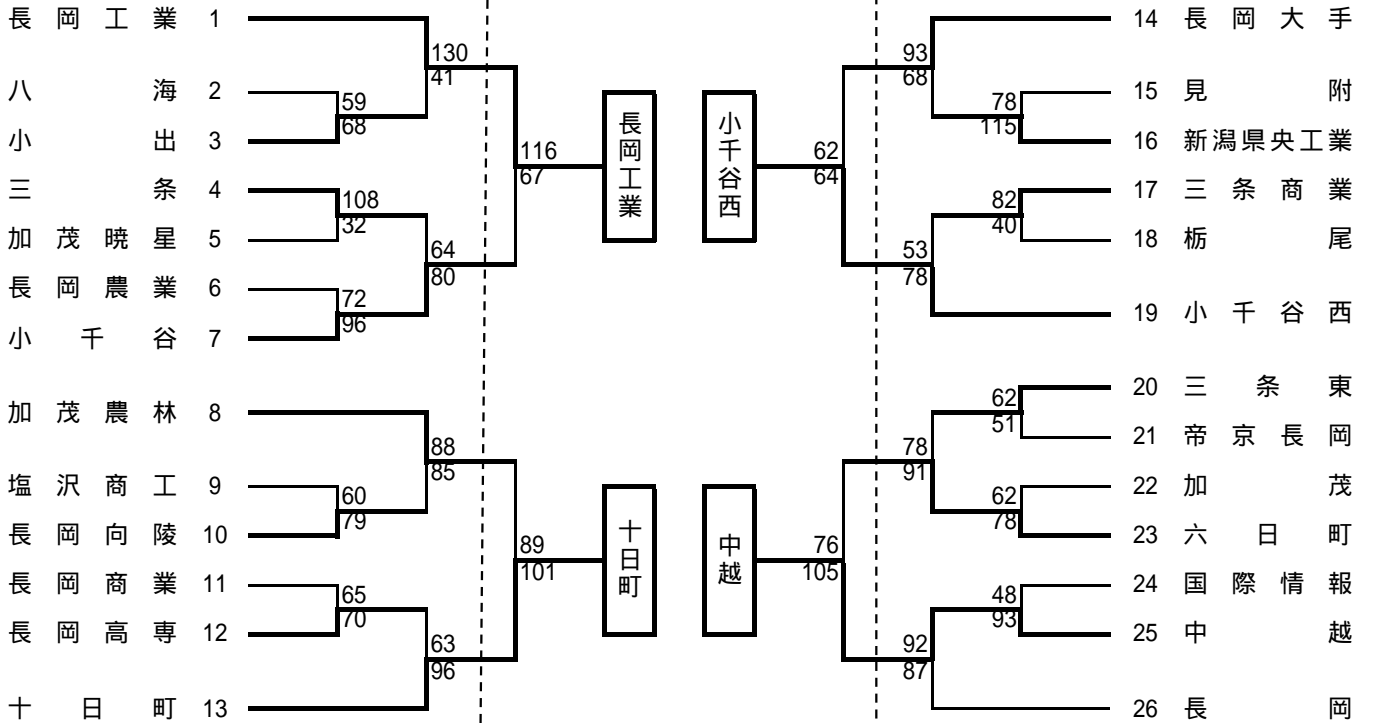 長岡工業 1
130
41
八海 2
59
68
小出 3
116
67
長岡工業
三条 4
108
32
加茂暁星 5
64
80
長岡農業 6
72
96
小千谷 7
加茂農林 8
88
85
塩沢商工 9
60
79
長岡向陵 10
89
101
十日町
長岡商業 11
65
70
長岡高専 12
63
96
十日町 13
14 長岡大手
93
68
15 見附
78
115
16 新潟県央工業
62
64
小千谷西
17 三条商業
82
40
18 栃尾
53
78
19 小千谷西
20 三条東
62
51
21 帝京長岡
78
91
22 加茂
62
78
23 六日町
76
105
中越
24 国際情報
48
93
25 中越
92
87
26 長岡